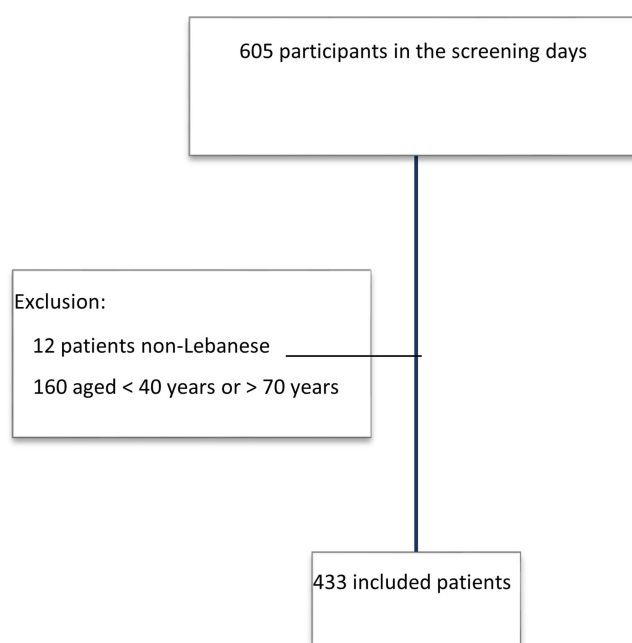 605 participants in the screening days
Exclusion:
12 patients non-Lebanese
160 aged < 40 years or > 70 years
433 included patients